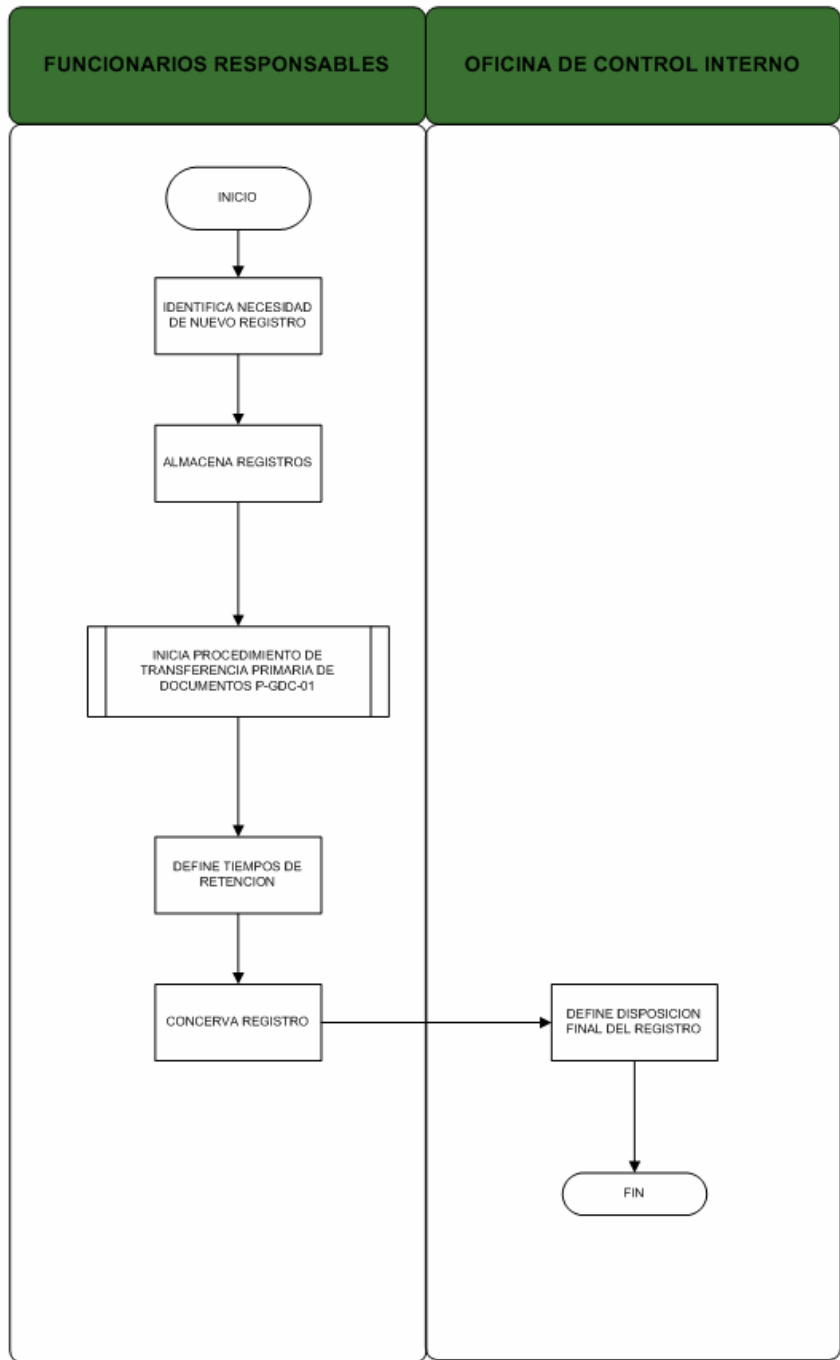 FUNCIONARIOS RESPONSABLES
OFICINA DE CONTROL INTERNO
INICIO
IDENTIFICA NECESIDAD
DE NUEVO REGISTRO
ALMACENA REGISTROS
INICIA PROCEDIMIENTO DE
TRANSFERENCIA PRIMARIA DE
DOCUMENTOS P-GDC-01
DEFINE TIEMPOS DE
RETENCION
CONCERVA REGISTRO
DEFINE DISPOSICION
FINAL DEL REGISTRO
FIN